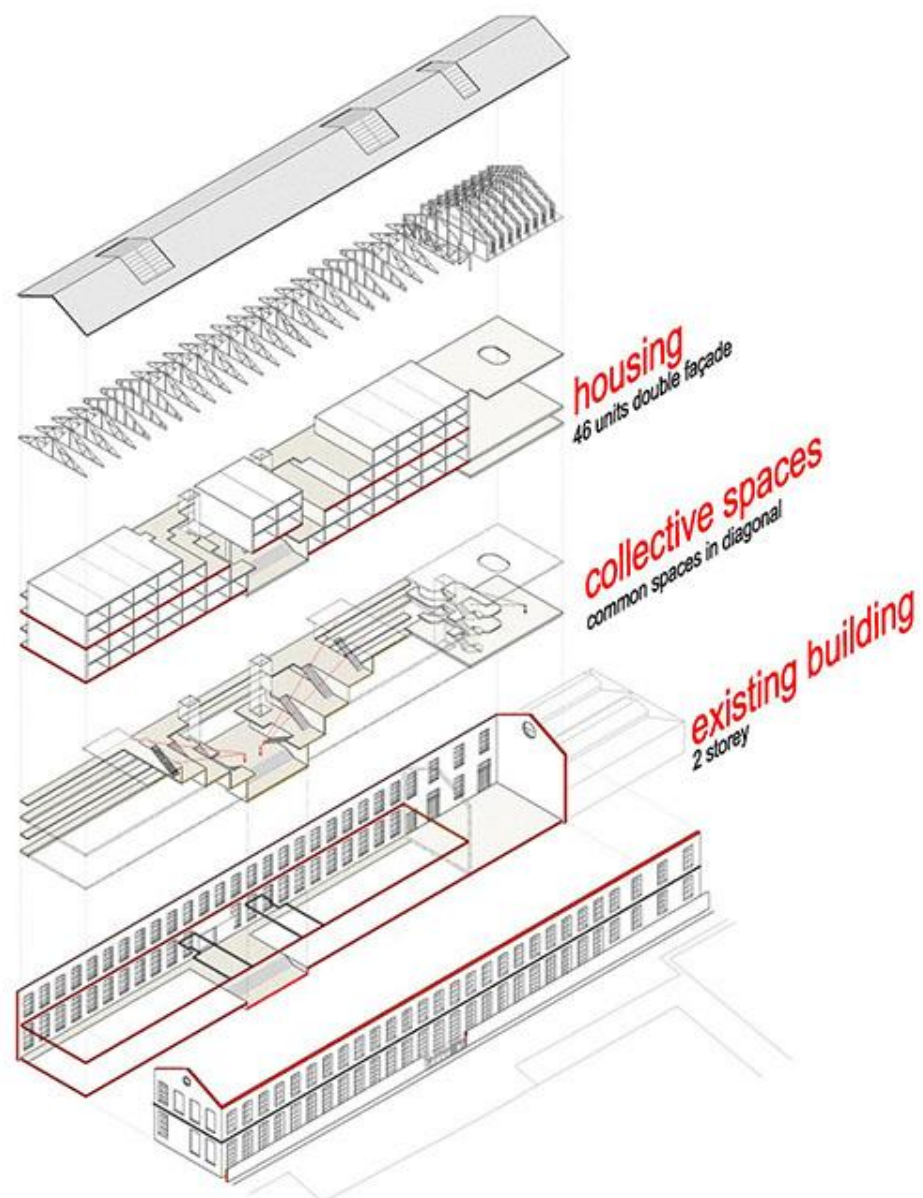 housing
46 units double façade
collective spaces
common spaces in diagonal
existing building
2 storey